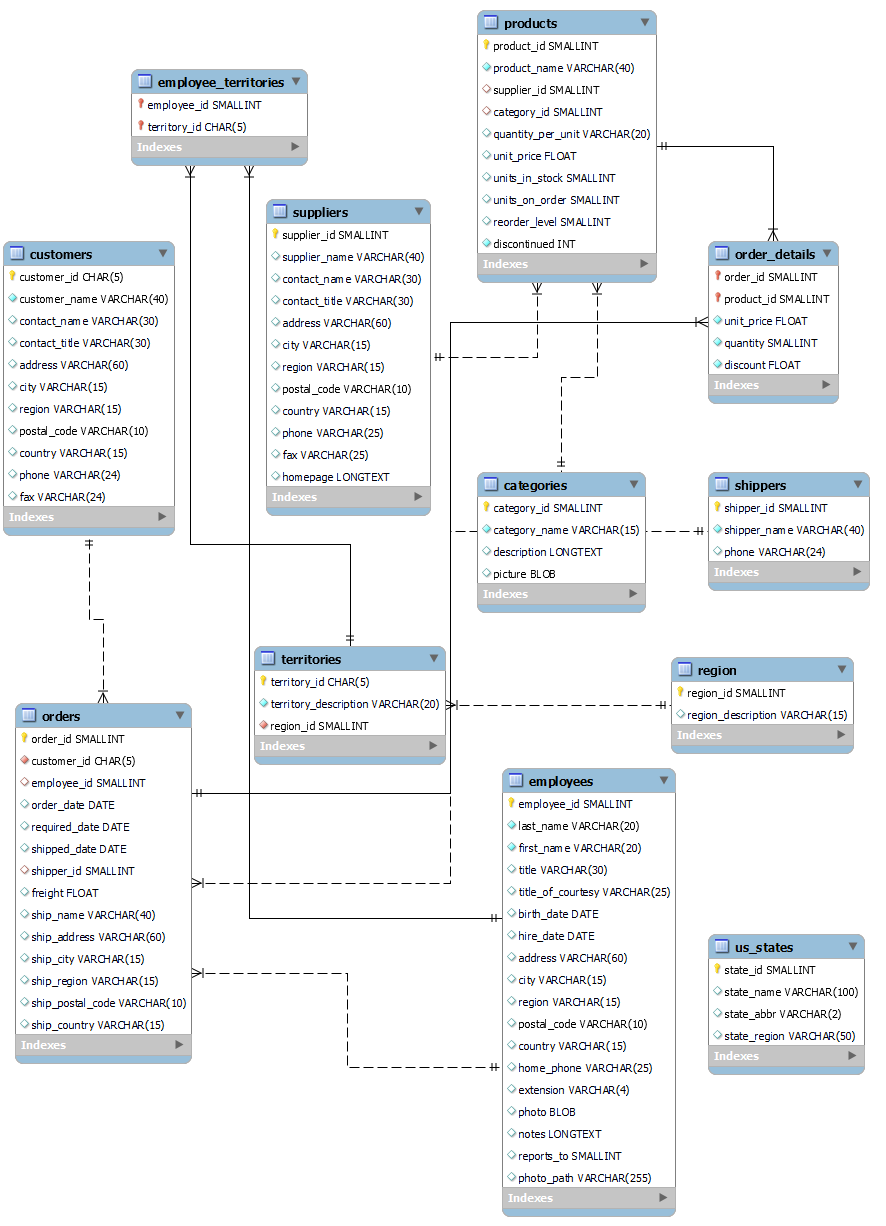 products
product_id SMALLINT
product_name VARCHAR(40)
supplier_id SMALLINT
category_id SMALLINT
quantity_per_unit VARCHAR(20)
unit_price FLOAT
units_in_stock SMALLINT
units_on_order SMALLINT
reorder_level SMALLINT
discontinued INT
Indexes
employee_territories
employee_id SMALLINT
territory_id CHAR(5)
Indexes
suppliers
supplier_id SMALLINT
supplier_name VARCHAR(40)
contact_name VARCHAR(30)
contact_title VARCHAR(30)
address VARCHAR(60)
city VARCHAR(15)
region VARCHAR(15)
postal_code VARCHAR(10)
country VARCHAR(15)
phone VARCHAR(25)
fax VARCHAR(25)
homepage LONGTEXT
Indexes
customers
customer_id CHAR(5)
customer_name VARCHAR(40)
contact_name VARCHAR(30)
contact_title VARCHAR(30)
address VARCHAR(60)
city VARCHAR(15)
region VARCHAR(15)
postal_code VARCHAR(10)
country VARCHAR(15)
phone VARCHAR(24)
fax VARCHAR(24)
Indexes
order_details
order_id SMALLINT
product_id SMALLINT
unit_price FLOAT
quantity SMALLINT
discount FLOAT
Indexes
categories
category_id SMALLINT
category_name VARCHAR(15)
description LONGTEXT
picture BLOB
Indexes
shippers
shipper_id SMALLINT
shipper_name VARCHAR(40)
phone VARCHAR(24)
Indexes
territories
territory_id CHAR(5)
territory_description VARCHAR(20)
region_id SMALLINT
Indexes
region
region_id SMALLINT
region_description VARCHAR(15)
Indexes
orders
order_id SMALLINT
customer_id CHAR(5)
employee_id SMALLINT
order_date DATE
required_date DATE
shipped_date DATE
shipper_id SMALLINT
freight FLOAT
ship_name VARCHAR(40)
ship_address VARCHAR(60)
ship_city VARCHAR(15)
ship_region VARCHAR(15)
ship_postal_code VARCHAR(10)
ship_country VARCHAR(15)
Indexes
employees
employee_id SMALLINT
last_name VARCHAR(20)
first_name VARCHAR(20)
title VARCHAR(30)
title_of_courtesy VARCHAR(25)
birth_date DATE
hire_date DATE
address VARCHAR(60)
city VARCHAR(15)
region VARCHAR(15)
postal_code VARCHAR(10)
country VARCHAR(15)
home_phone VARCHAR(25)
extension VARCHAR(4)
photo BLOB
notes LONGTEXT
reports_to SMALLINT
photo_path VARCHAR(255)
Indexes
us_states
state_id SMALLINT
state_name VARCHAR(100)
state_abbr VARCHAR(2)
state_region VARCHAR(50)
Indexes